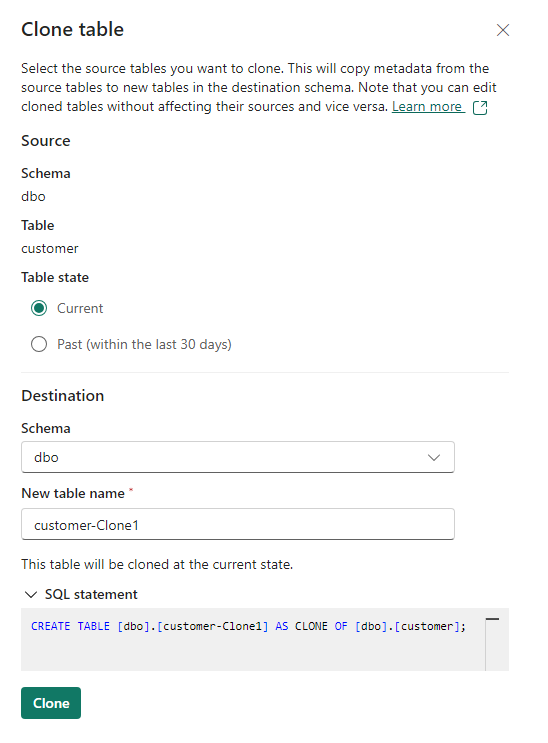 Clone table
Select the source tables you want to clone. This will copy metadata from the
source tables to new tables in the destination schema. Note that you can edit
cloned tables without affecting their sources and vice versa. Learn more
Source
Schema
dbo
Table
customer
Table state
Current
Past (within the last 30 days)
Destination
Schema
dbo
New table name *
customer-Clone1
This table will be cloned at the current state.
SQL statement
CREATE TABLE [dbo].[customer-Clone1] AS CLONE OF [dbo].[customer];
Clone